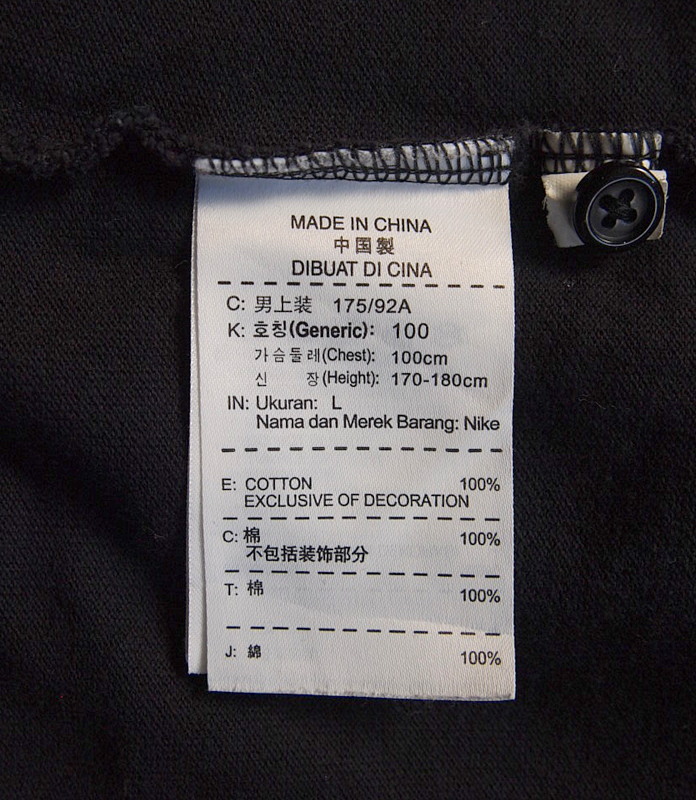 MADE IN CHINA
中国製
DIBUAT DI CINA
C: 男上装 175/92A
K: 호칭(Generic): 100
가슴둘레(Chest): 100cm
신 장(Height): 170-180cm
IN: Ukuran: L
Nama dan Merek Barang: Nike
E: COTTON 100%
EXCLUSIVE OF DECORATION
C: 棉 100%
不包括装饰部分
T: 棉 100%
J: 綿 100%